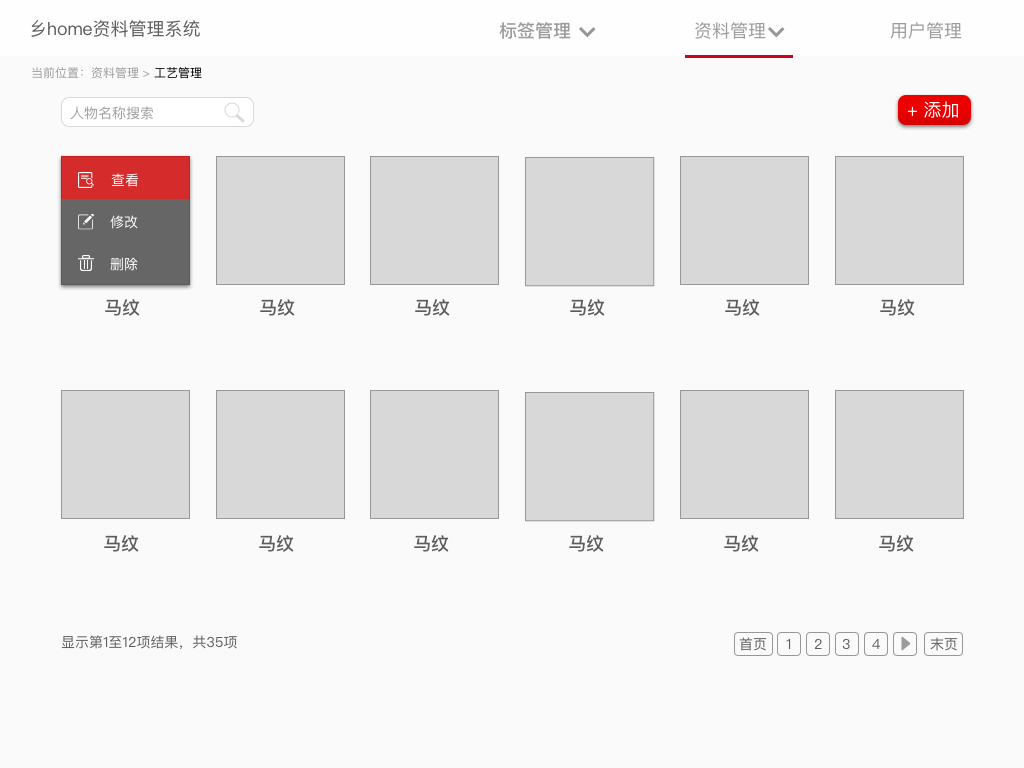 乡home资料管理系统
标签管理
资料管理
用户管理
当前位置：资料管理 > 工艺管理
人物名称搜索
+ 添加
查看
修改
删除
马纹 马纹 马纹 马纹 马纹 马纹
马纹 马纹 马纹 马纹 马纹 马纹
显示第1至12项结果，共35项
首页 1 2 3 4 末页